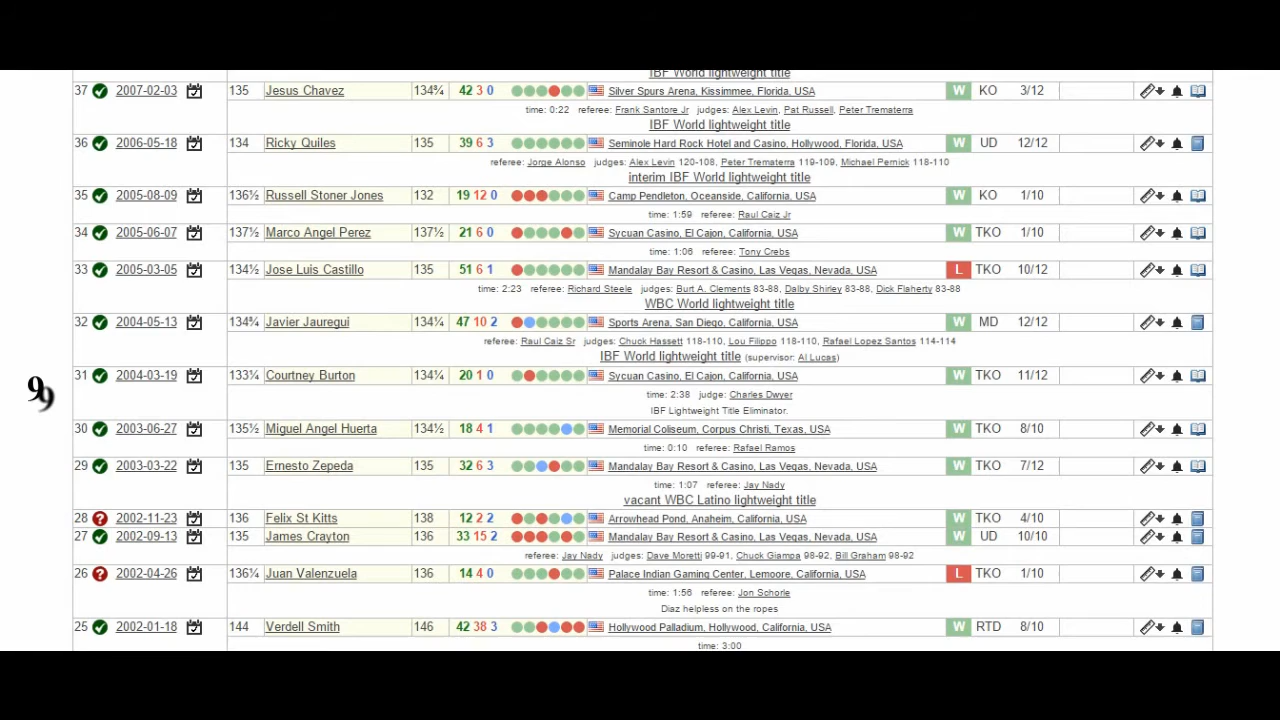 IBF World lightweight title
37 2007-02-03 135 Jesus Chavez 134¾ 42 3 0 Silver Spurs Arena, Kissimmee, Florida, USA W KO 3/12
time: 0:22 referee: Frank Santore Jr judges: Alex Levin, Pat Russell, Peter Trematerra
IBF World lightweight title
36 2006-05-18 134 Ricky Quiles 135 39 6 3 Seminole Hard Rock Hotel and Casino, Hollywood, Florida, USA W UD 12/12
referee: Jorge Alonso judges: Alex Levin 120-108, Peter Trematerra 119-109, Michael Pernick 118-110
interim IBF World lightweight title
35 2005-08-09 136½ Russell Stoner Jones 132 19 12 0 Camp Pendleton, Oceanside, California, USA W KO 1/10
time: 1:59 referee: Raul Caiz Jr
34 2005-06-07 137½ Marco Angel Perez 137½ 21 6 0 Sycuan Casino, El Cajon, California, USA W TKO 1/10
time: 1:06 referee: Tony Crebs
33 2005-03-05 134½ Jose Luis Castillo 135 51 6 1 Mandalay Bay Resort & Casino, Las Vegas, Nevada, USA L TKO 10/12
time: 2:23 referee: Richard Steele judges: Burt A. Clements 83-88, Dalby Shirley 83-88, Dick Flaherty 83-88
WBC World lightweight title
32 2004-05-13 134¾ Javier Jauregui 134¼ 47 10 2 Sports Arena, San Diego, California, USA W MD 12/12
referee: Raul Caiz Sr judges: Chuck Hassett 118-110, Lou Filippo 118-110, Rafael Lopez Santos 114-114
IBF World lightweight title (supervisor: Al Lucas)
31 2004-03-19 133¼ Courtney Burton 134¼ 20 1 0 Sycuan Casino, El Cajon, California, USA W TKO 11/12
99
time: 2:38 judge: Charles Dwyer
IBF Lightweight Title Eliminator.
30 2003-06-27 135½ Miguel Angel Huerta 134½ 18 4 1 Memorial Coliseum, Corpus Christi, Texas, USA W TKO 8/10
time: 0:10 referee: Rafael Ramos
29 2003-03-22 135 Ernesto Zepeda 135 32 6 3 Mandalay Bay Resort & Casino, Las Vegas, Nevada, USA W TKO 7/12
time: 1:07 referee: Jay Nady
vacant WBC Latino lightweight title
28 2002-11-23 136 Felix St Kitts 138 12 2 2 Arrowhead Pond, Anaheim, California, USA W TKO 4/10
27 2002-09-13 135 James Crayton 136 33 15 2 Mandalay Bay Resort & Casino, Las Vegas, Nevada, USA W UD 10/10
referee: Jay Nady judges: Dave Moretti 99-91, Chuck Giampa 98-92, Bill Graham 98-92
26 2002-04-26 136¼ Juan Valenzuela 136 14 4 0 Palace Indian Gaming Center, Lemoore, California, USA L TKO 1/10
time: 1:56 referee: Jon Schorle
Diaz helpless on the ropes
25 2002-01-18 144 Verdell Smith 146 42 38 3 Hollywood Palladium, Hollywood, California, USA W RTD 8/10
time: 3:00